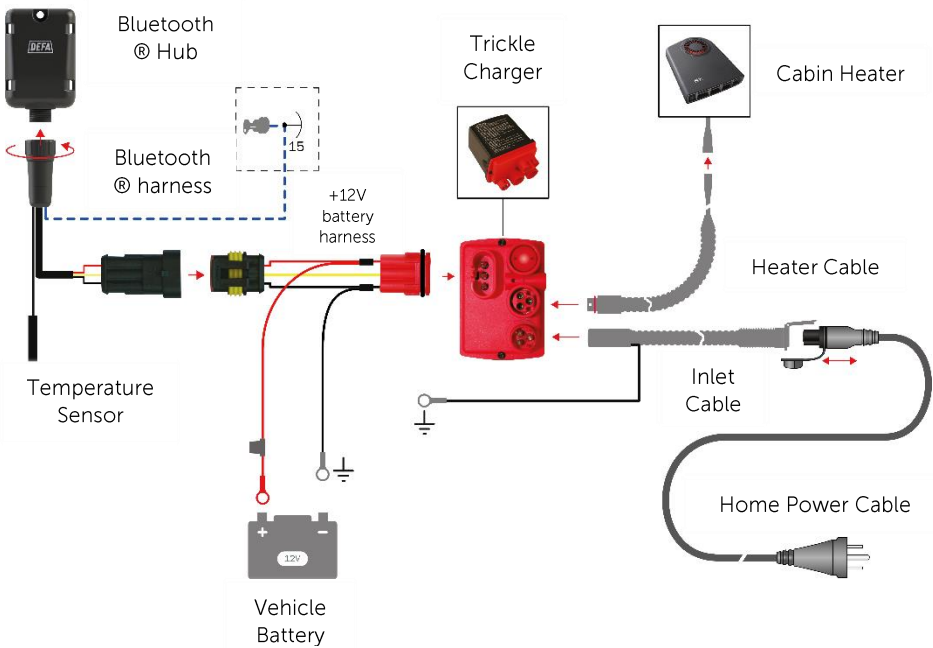 Bluetooth
® Hub
DEFA
Trickle
Charger
Cabin Heater
15
Bluetooth
® harness
+12V
battery
harness
Heater Cable
Temperature
Sensor
Inlet
Cable
Home Power Cable
+ −
12V
Vehicle
Battery